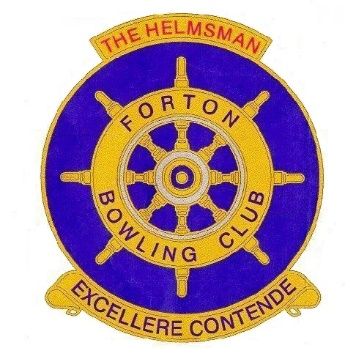 THE HELMSMAN
FORTON
BOWLING CLUB
EXCELLERE CONTENDE